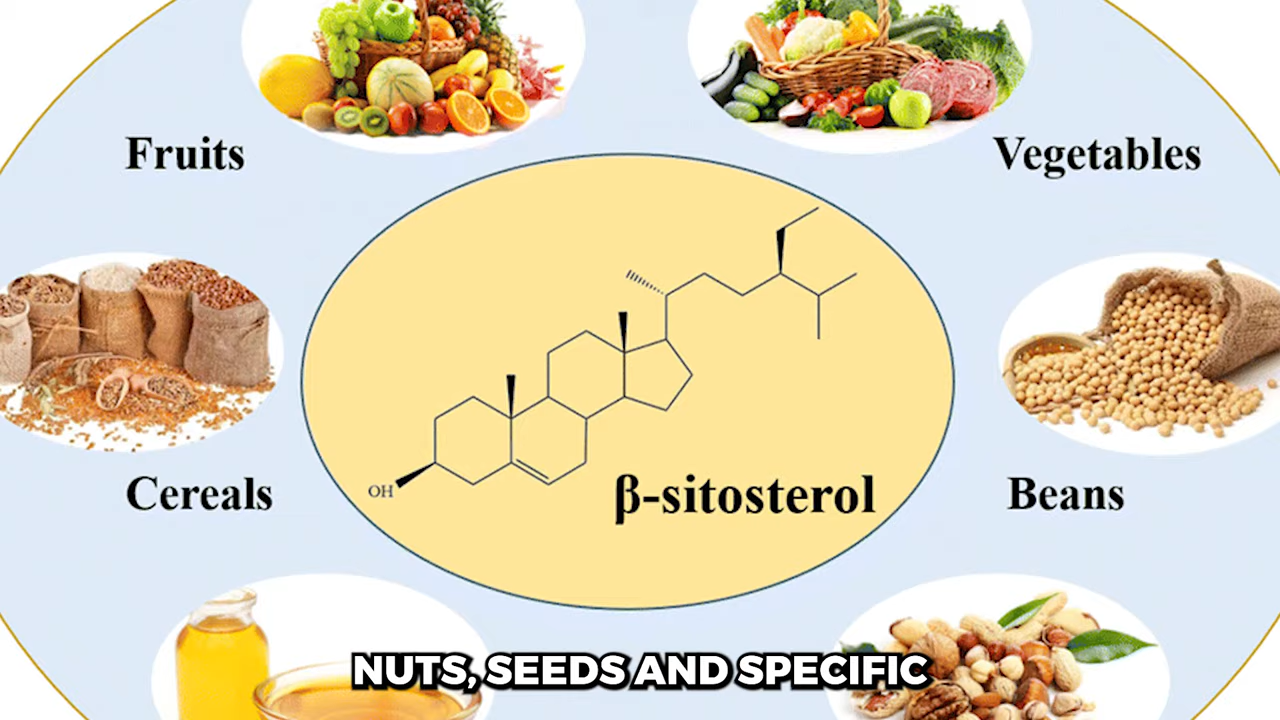 Fruits
Vegetables
Cereals
OH
β-sitosterol
Beans
NUTS, SEEDS AND SPECIFIC